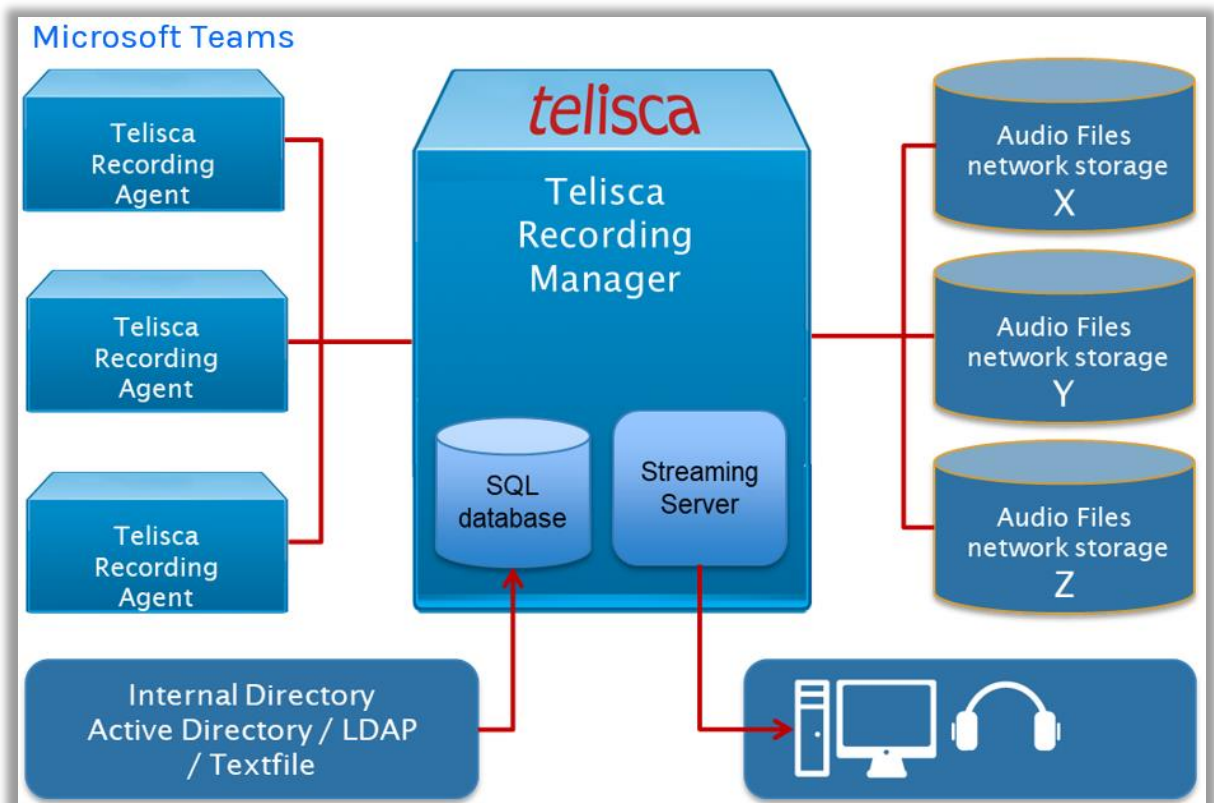 Microsoft Teams
Telisca
Recording
Agent
Telisca
Recording
Agent
Telisca
Recording
Agent
telisca
Telisca
Recording
Manager
SQL
database
Streaming
Server
Audio Files
network storage
X
Audio Files
network storage
Y
Audio Files
network storage
Z
Internal Directory
Active Directory / LDAP
/ Textfile